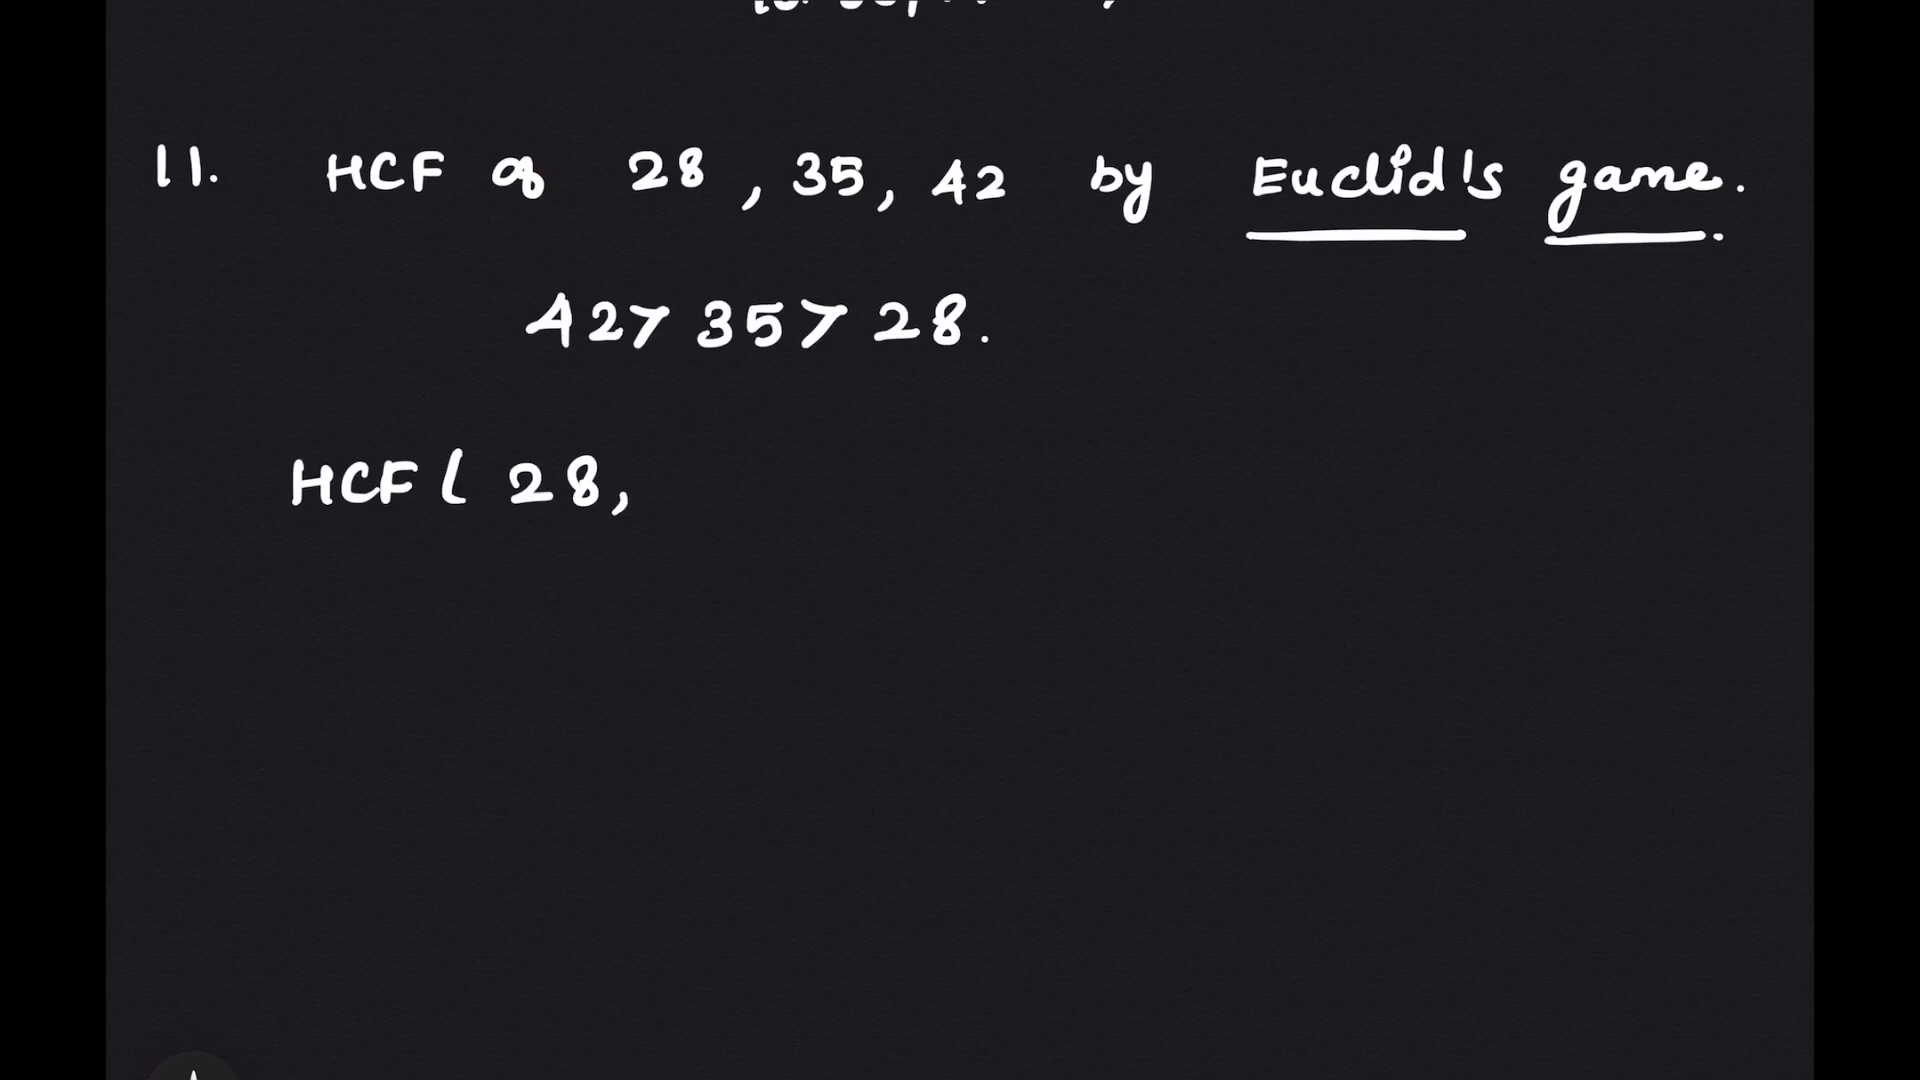 11. HCF of 28, 35, 42 by Euclid's game.
42 > 35 > 28.
HCF ( 28,